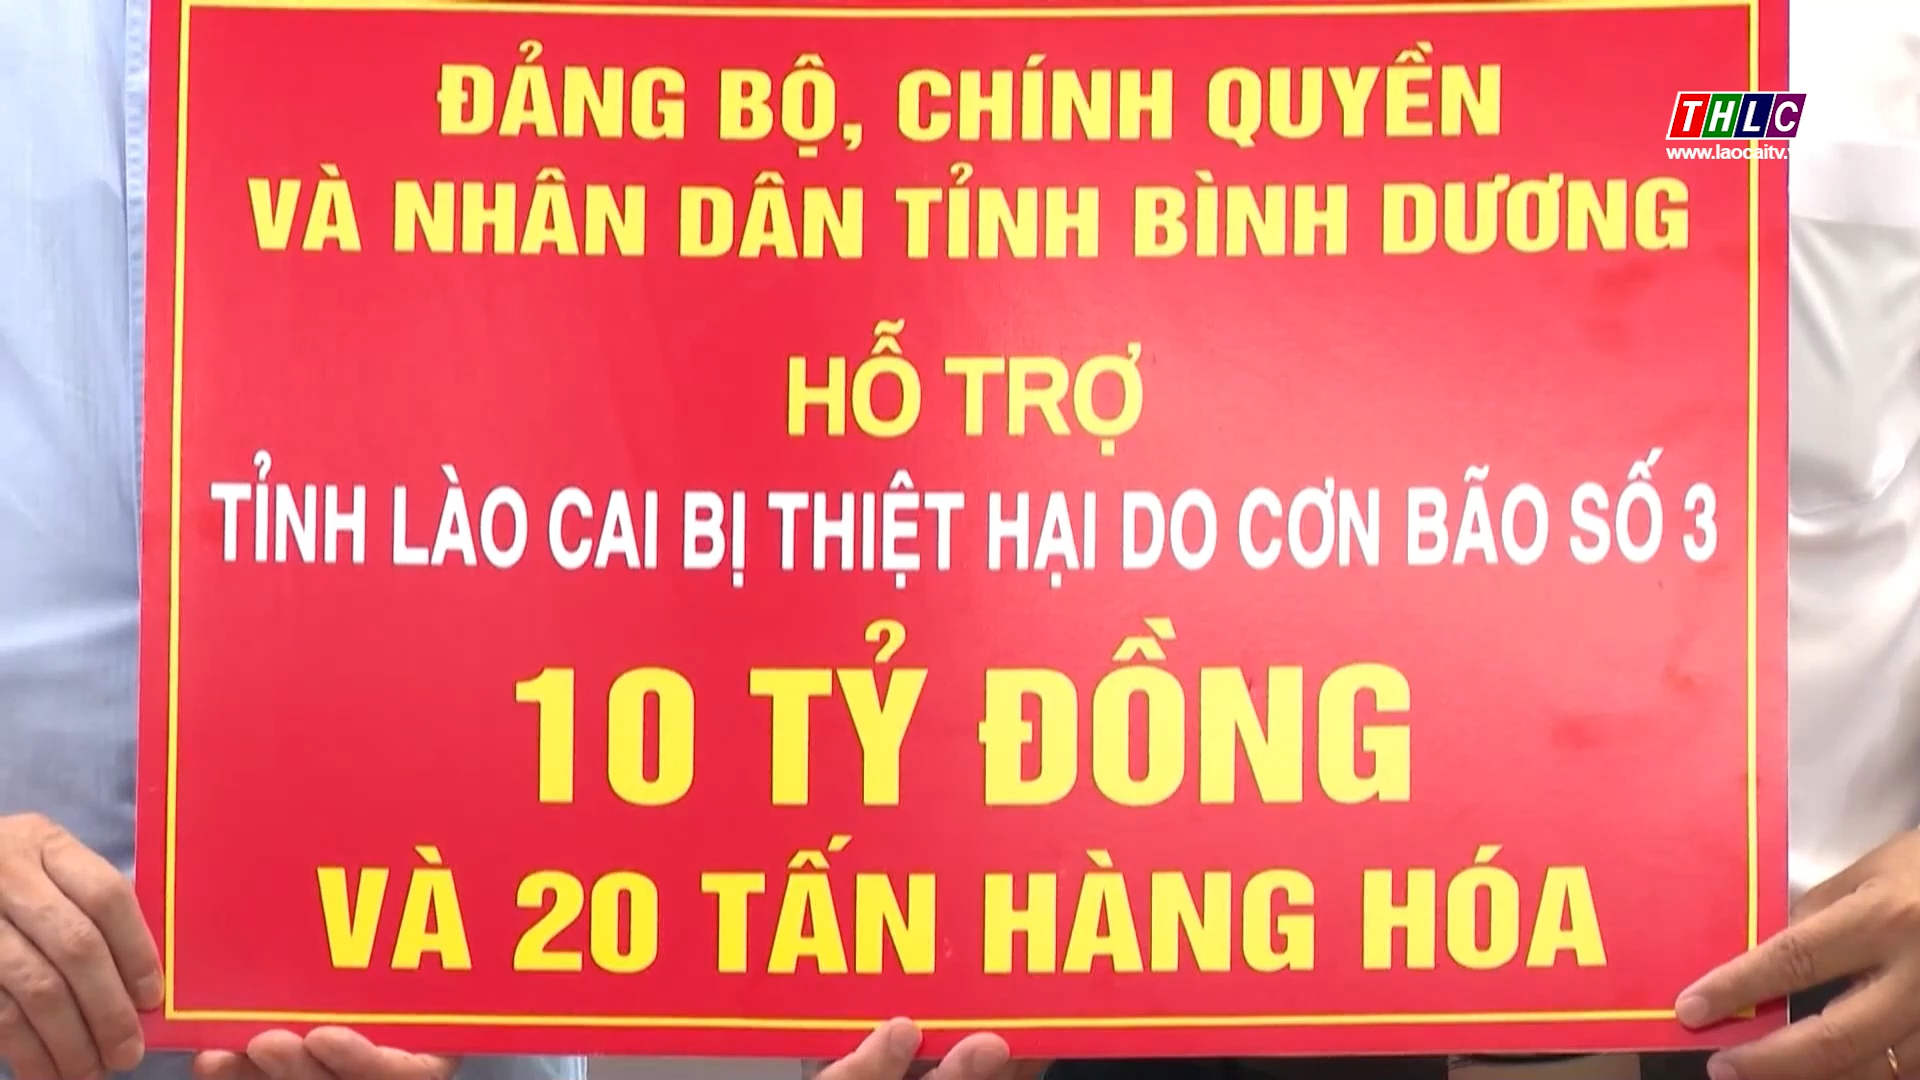 ĐẢNG BỘ, CHÍNH QUYỀN
THLC
www.laocaitv.v
VÀ NHÂN DÂN TỈNH BÌNH DƯƠNG
HỖ TRỢ
TỈNH LÀO CAI BỊ THIỆT HẠI DO CƠN BÃO SỐ 3
10 TỶ ĐỒNG
VÀ 20 TẤN HÀNG HÓA